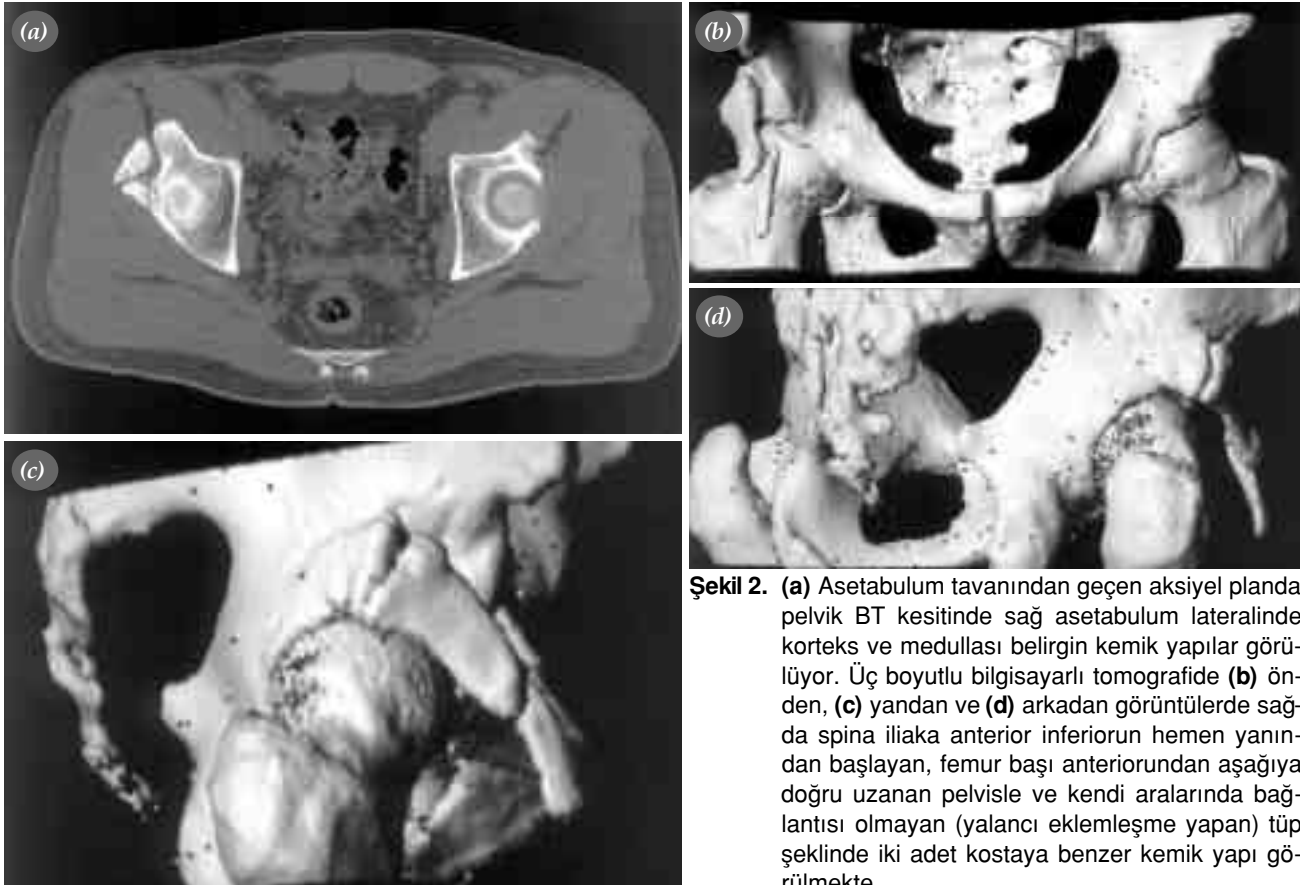 (a)
(b)
(c)
(d)
Şekil 2. (a) Asetabulum tavanından geçen aksiyel planda
pelvik BT kesitinde sağ asetabulum lateralinde
korteks ve medullası belirgin kemik yapılar görü-
lüyor. Üç boyutlu bilgisayarlı tomografide (b) ön-
den, (c) yandan ve (d) arkadan görüntülerde sağ-
da spina iliaka anterior inferiorun hemen yanın-
dan başlayan, femur başı anteriorundan aşağıya
doğru uzanan pelvisle ve kendi aralarında bağ-
lantısı olmayan (yalancı eklemleşme yapan) tüp
şeklinde iki adet kostaya benzer kemik yapı gö-
rülmekte